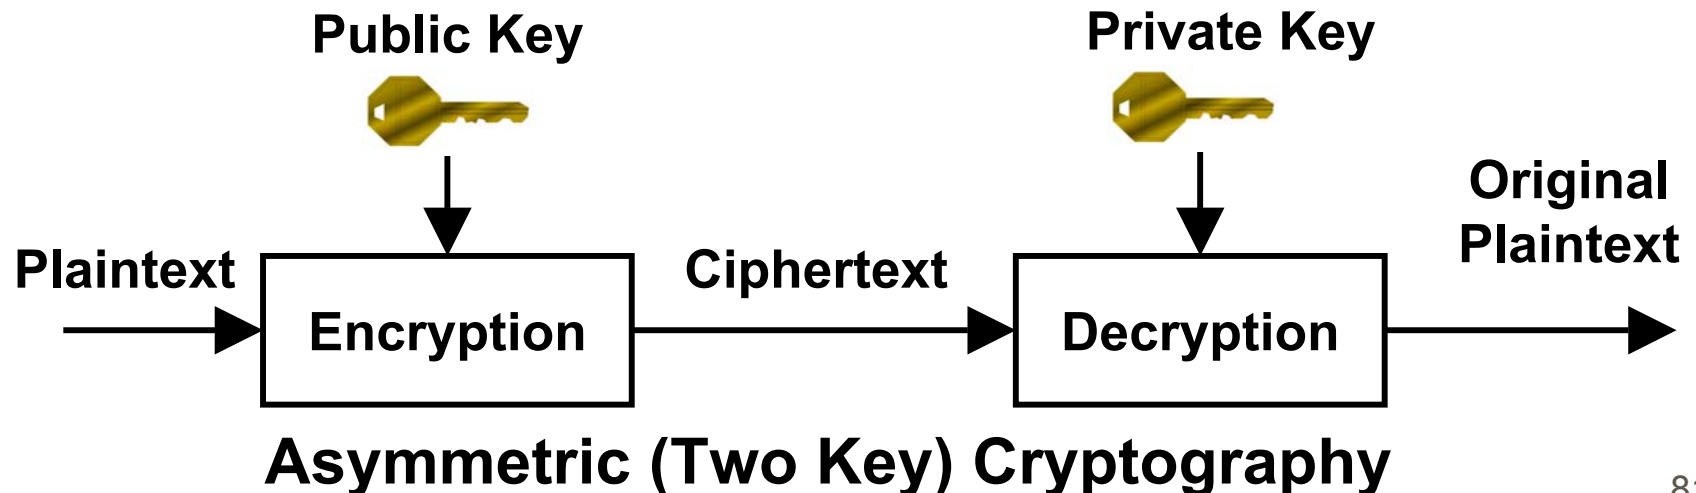 Public Key
Private Key
Original
Plaintext
Plaintext
Ciphertext
Encryption
Decryption
Asymmetric (Two Key) Cryptography